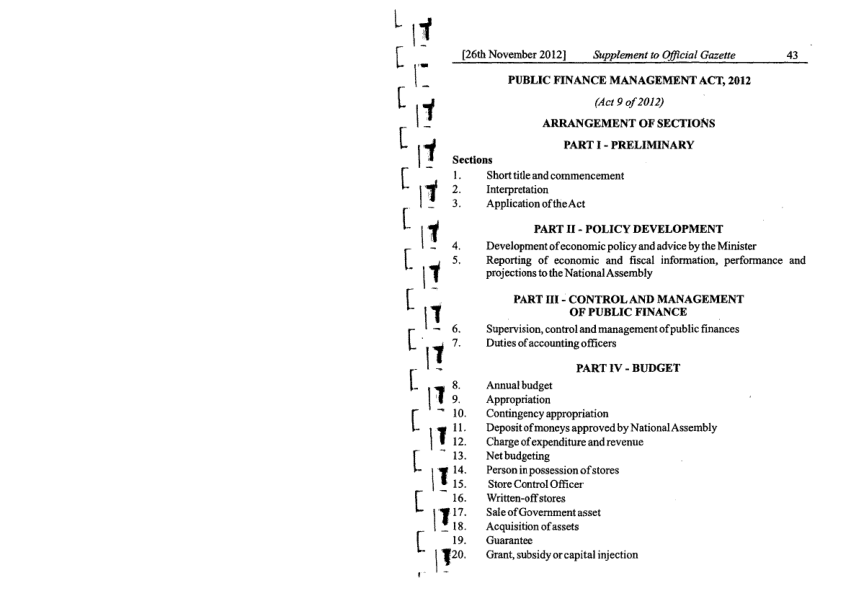 [26th November 2012] Supplement to Official Gazette 43
PUBLIC FINANCE MANAGEMENT ACT, 2012
(Act 9 of 2012)
ARRANGEMENT OF SECTIONS
PART I - PRELIMINARY
Sections
1. Short title and commencement
2. Interpretation
3. Application of the Act
PART II - POLICY DEVELOPMENT
4. Development of economic policy and advice by the Minister
5. Reporting of economic and fiscal information, performance and
projections to the National Assembly
PART III - CONTROL AND MANAGEMENT
OF PUBLIC FINANCE
6. Supervision, control and management of public finances
7. Duties of accounting officers
PART IV - BUDGET
8. Annual budget
9. Appropriation
10. Contingency appropriation
11. Deposit of moneys approved by National Assembly
12. Charge of expenditure and revenue
13. Net budgeting
14. Person in possession of stores
15. Store Control Officer
16. Written-off stores
17. Sale of Government asset
18. Acquisition of assets
19. Guarantee
20. Grant, subsidy or capital injection